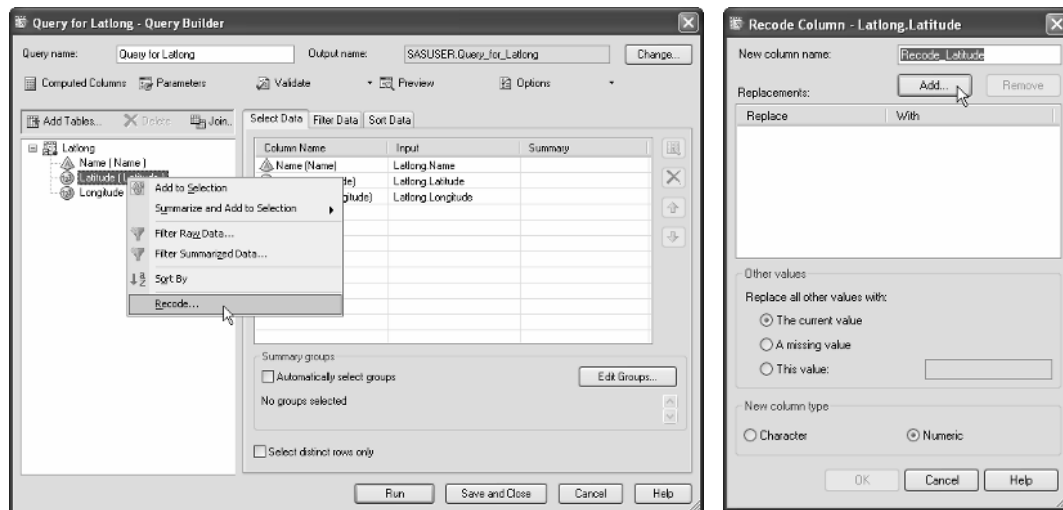 Query for Latlong - Query Builder
Query name: Query for Latlong Output name: SASUSER.Query_for_Latlong Change...
Computed Columns Parameters Validate Preview Options
Add Tables... Delete Join..
Select Data Filter Data Sort Data
Latlong
Name (Name)
Latitude
Longitude
Add to Selection
Summarize and Add to Selection
Filter Raw Data...
Filter Summarized Data...
Sort By
Recode...
Column Name Input Summary
Name (Name) Latlong.Name
de) Latlong.Latitude
gitude) Latlong.Longitude
Summary groups
Automatically select groups Edit Groups...
No groups selected
Select distinct rows only
Run Save and Close Cancel Help
Recode Column - Latlong.Latitude
New column name: Recode_Latitude
Add... Remove
Replacements:
Replace With
Other values
Replace all other values with:
The current value
A missing value
This value:
New column type
Character Numeric
OK Cancel Help